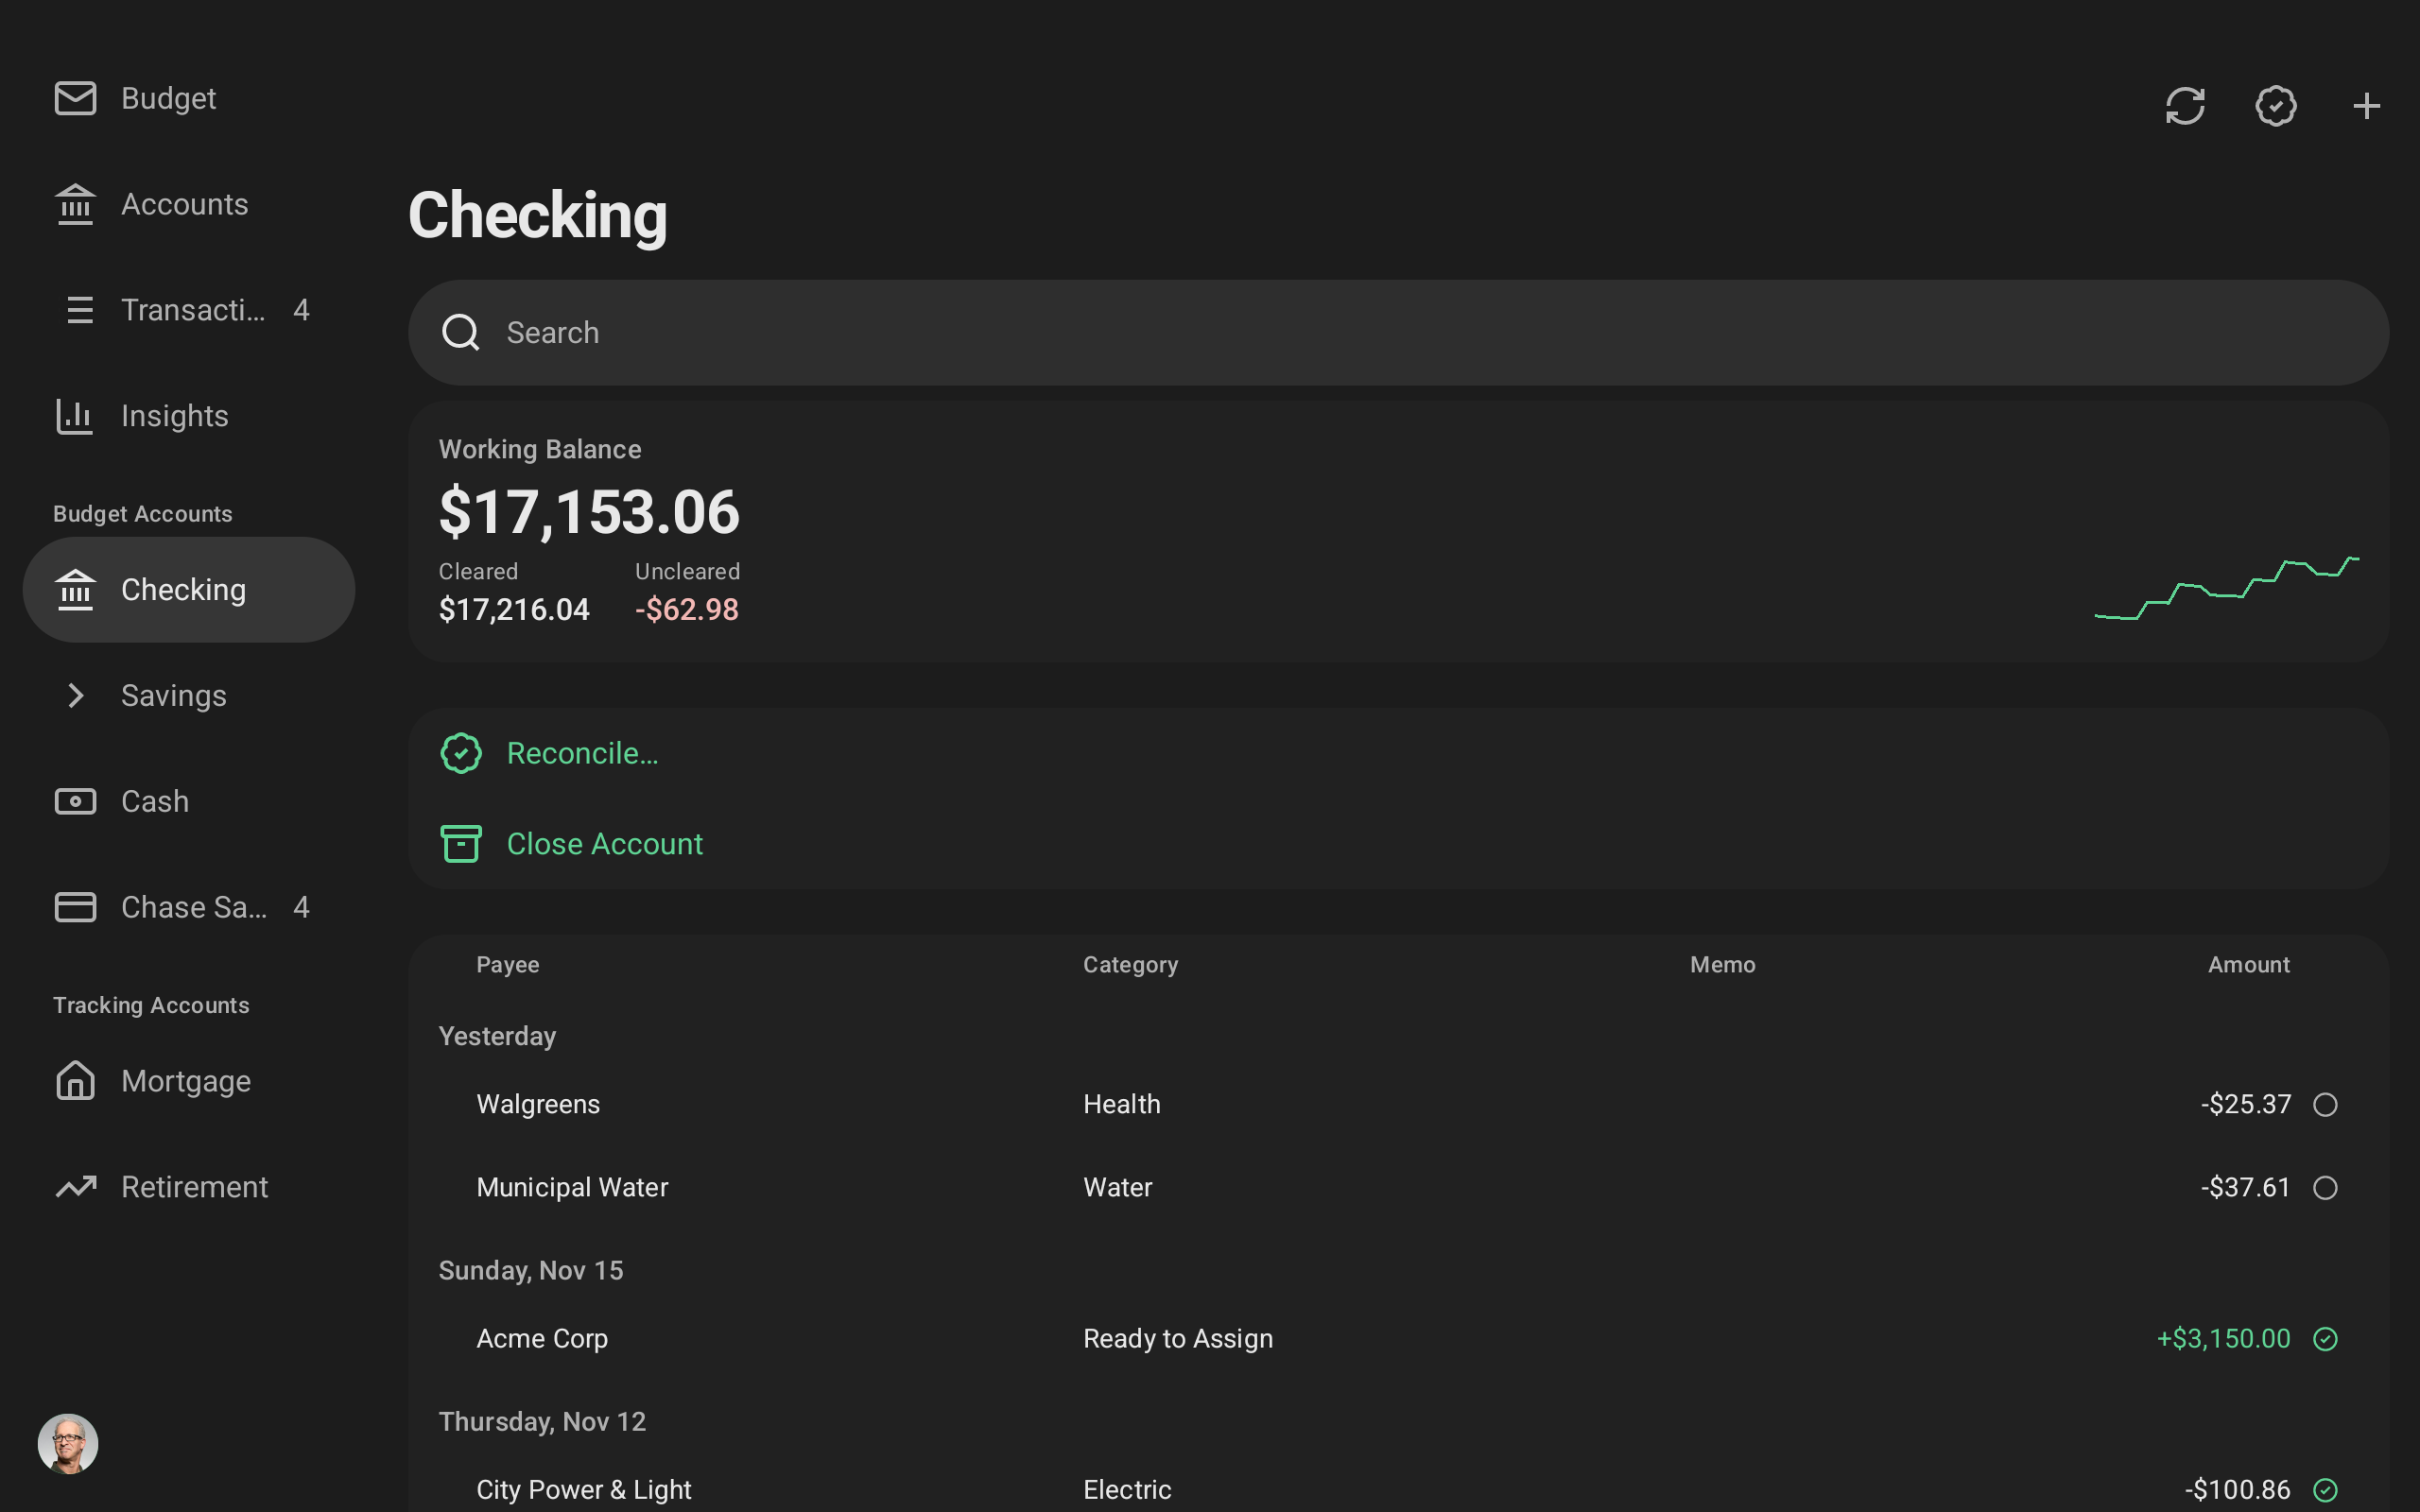 Budget
Accounts
Transacti... 4
Insights
Budget Accounts
Checking
Savings
Cash
Chase Sa... 4
Tracking Accounts
Mortgage
Retirement
Checking
Search
Working Balance
$17,153.06
Cleared Uncleared
$17,216.04 -$62.98
Reconcile...
Close Account
Payee Category Memo Amount
Yesterday
Walgreens Health -$25.37
Municipal Water Water -$37.61
Sunday, Nov 15
Acme Corp Ready to Assign +$3,150.00
Thursday, Nov 12
City Power & Light Electric -$100.86